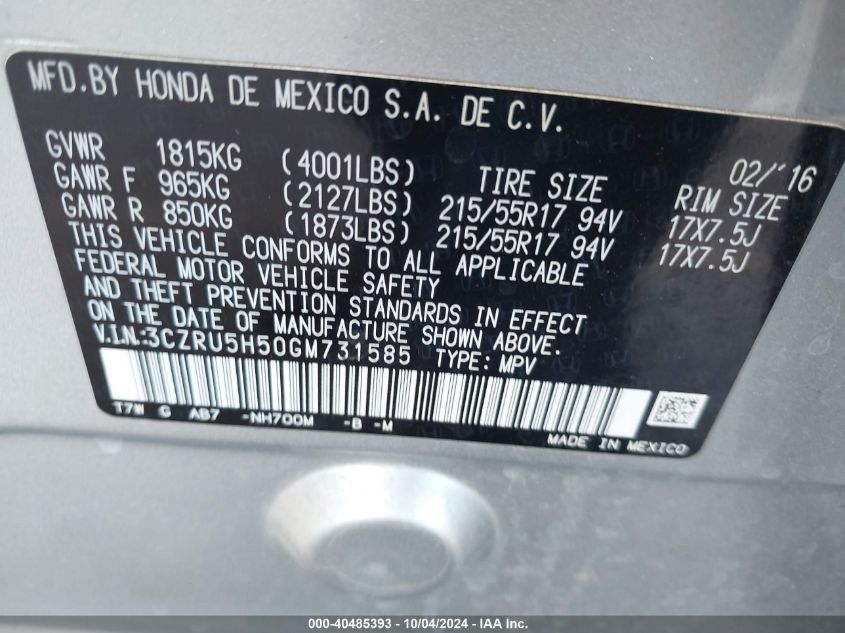 MFD.BY HONDA DE MEXICO S.A. DE C.V.
02/'16
GVWR 1815KG (4001LBS) TIRE SIZE RIM SIZE
GAWR F 965KG (2127LBS) 215/55R17 94V 17X7.5J
GAWR R 850KG (1873LBS) 215/55R17 94V 17X7.5J
THIS VEHICLE CONFORMS TO ALL APPLICABLE
FEDERAL MOTOR VEHICLE SAFETY
AND THEFT PREVENTION STANDARDS IN EFFECT
ON THE DATE OF MANUFACTURE SHOWN ABOVE.
V.I.N.:3CZRU5H50GM731585 TYPE: MPV
T7W G AB7 -NH700M -B -M
MADE IN MEXICO
000-40485393 - 10/04/2024 - IAA Inc.